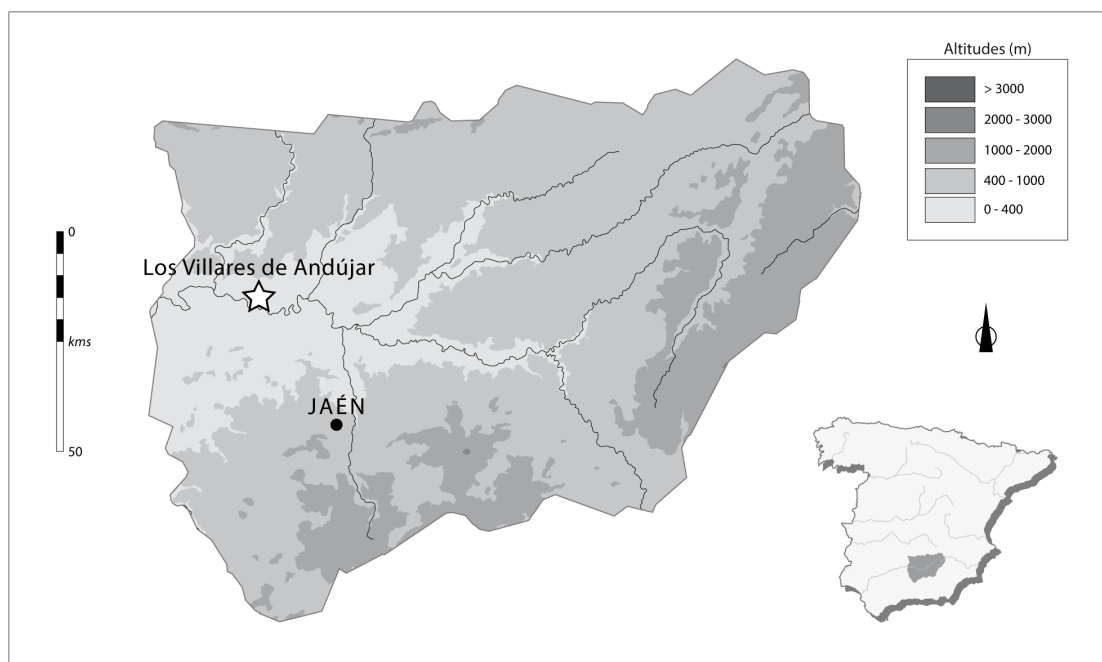 Altitudes (m)
> 3000
2000 - 3000
1000 - 2000
400 - 1000
0 - 400
0
Los Villares de Andújar
kms
JAÉN
50